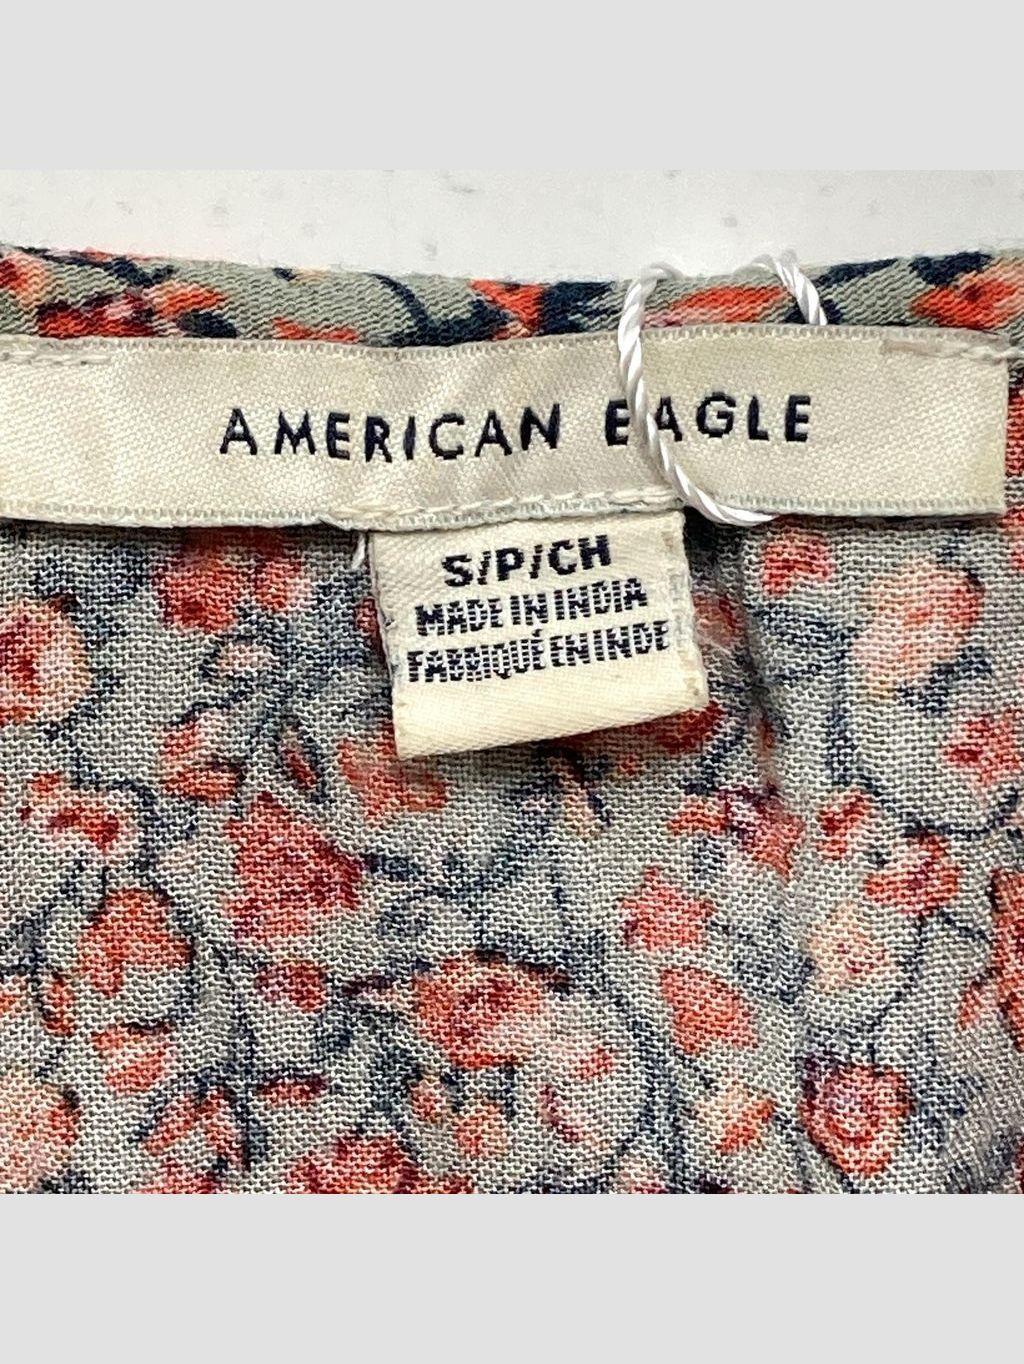 AMERICAN EAGLE
S/P/CH
MADE IN INDIA
FABRIQUÉ EN INDE